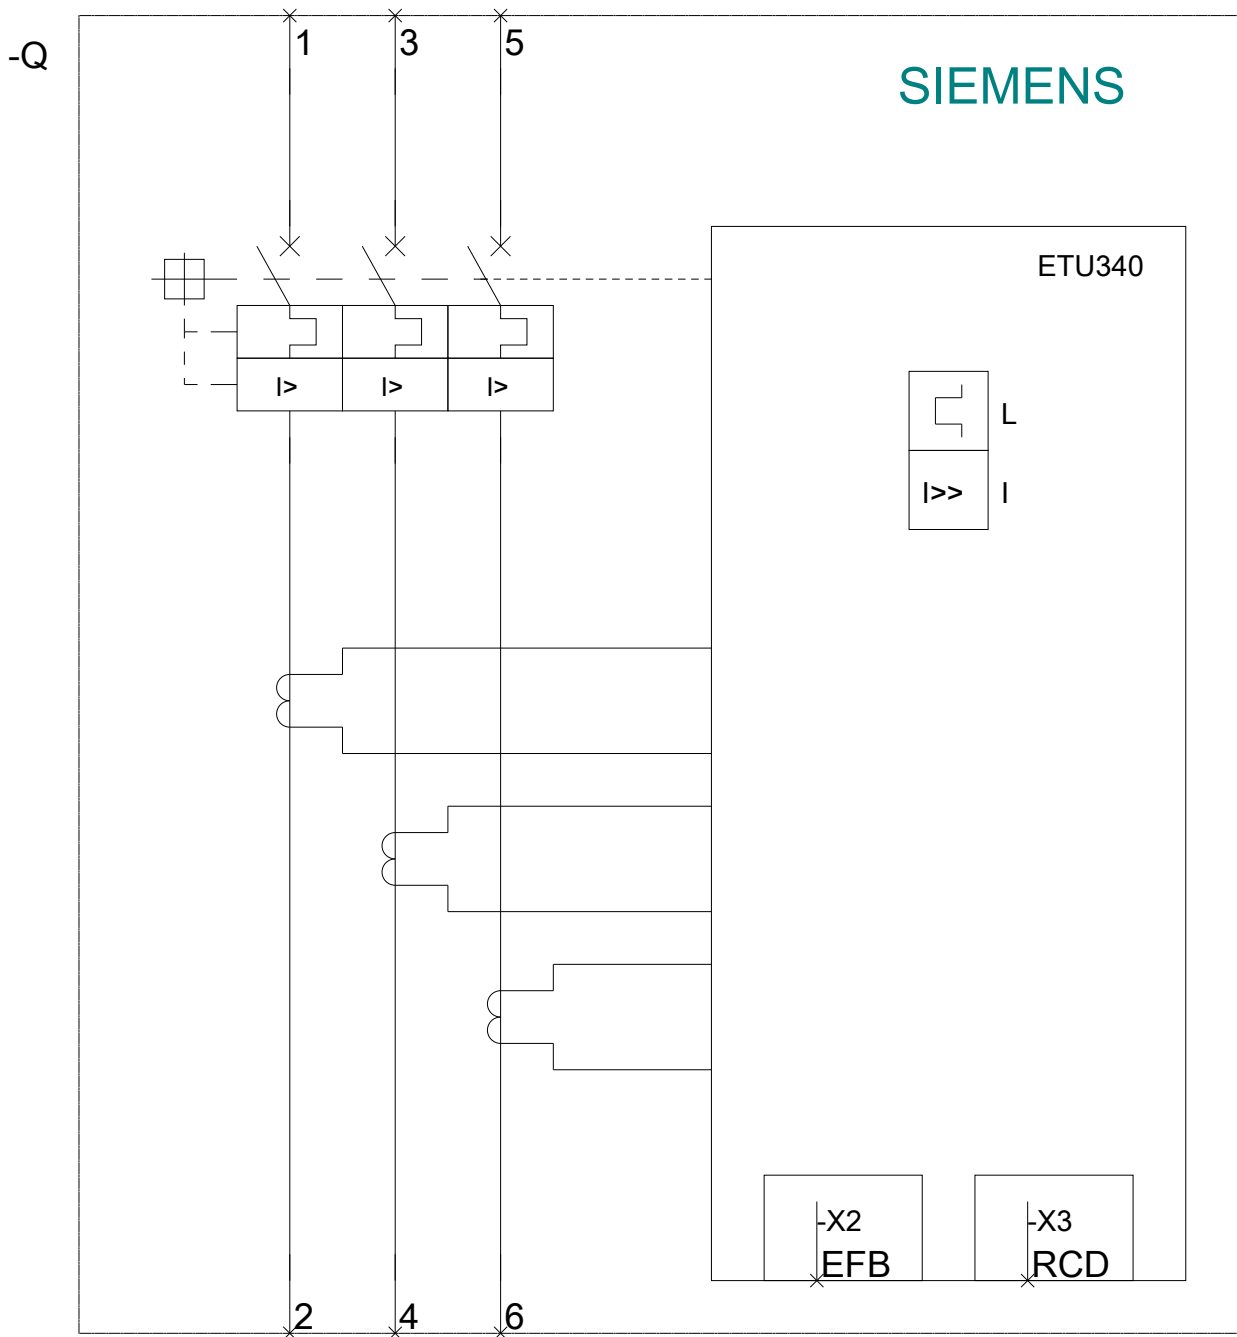 1 3 5
-Q
SIEMENS
ETU340
I> I> I>
L
I>> I
-X2 -X3
EFB RCD
2 4 6